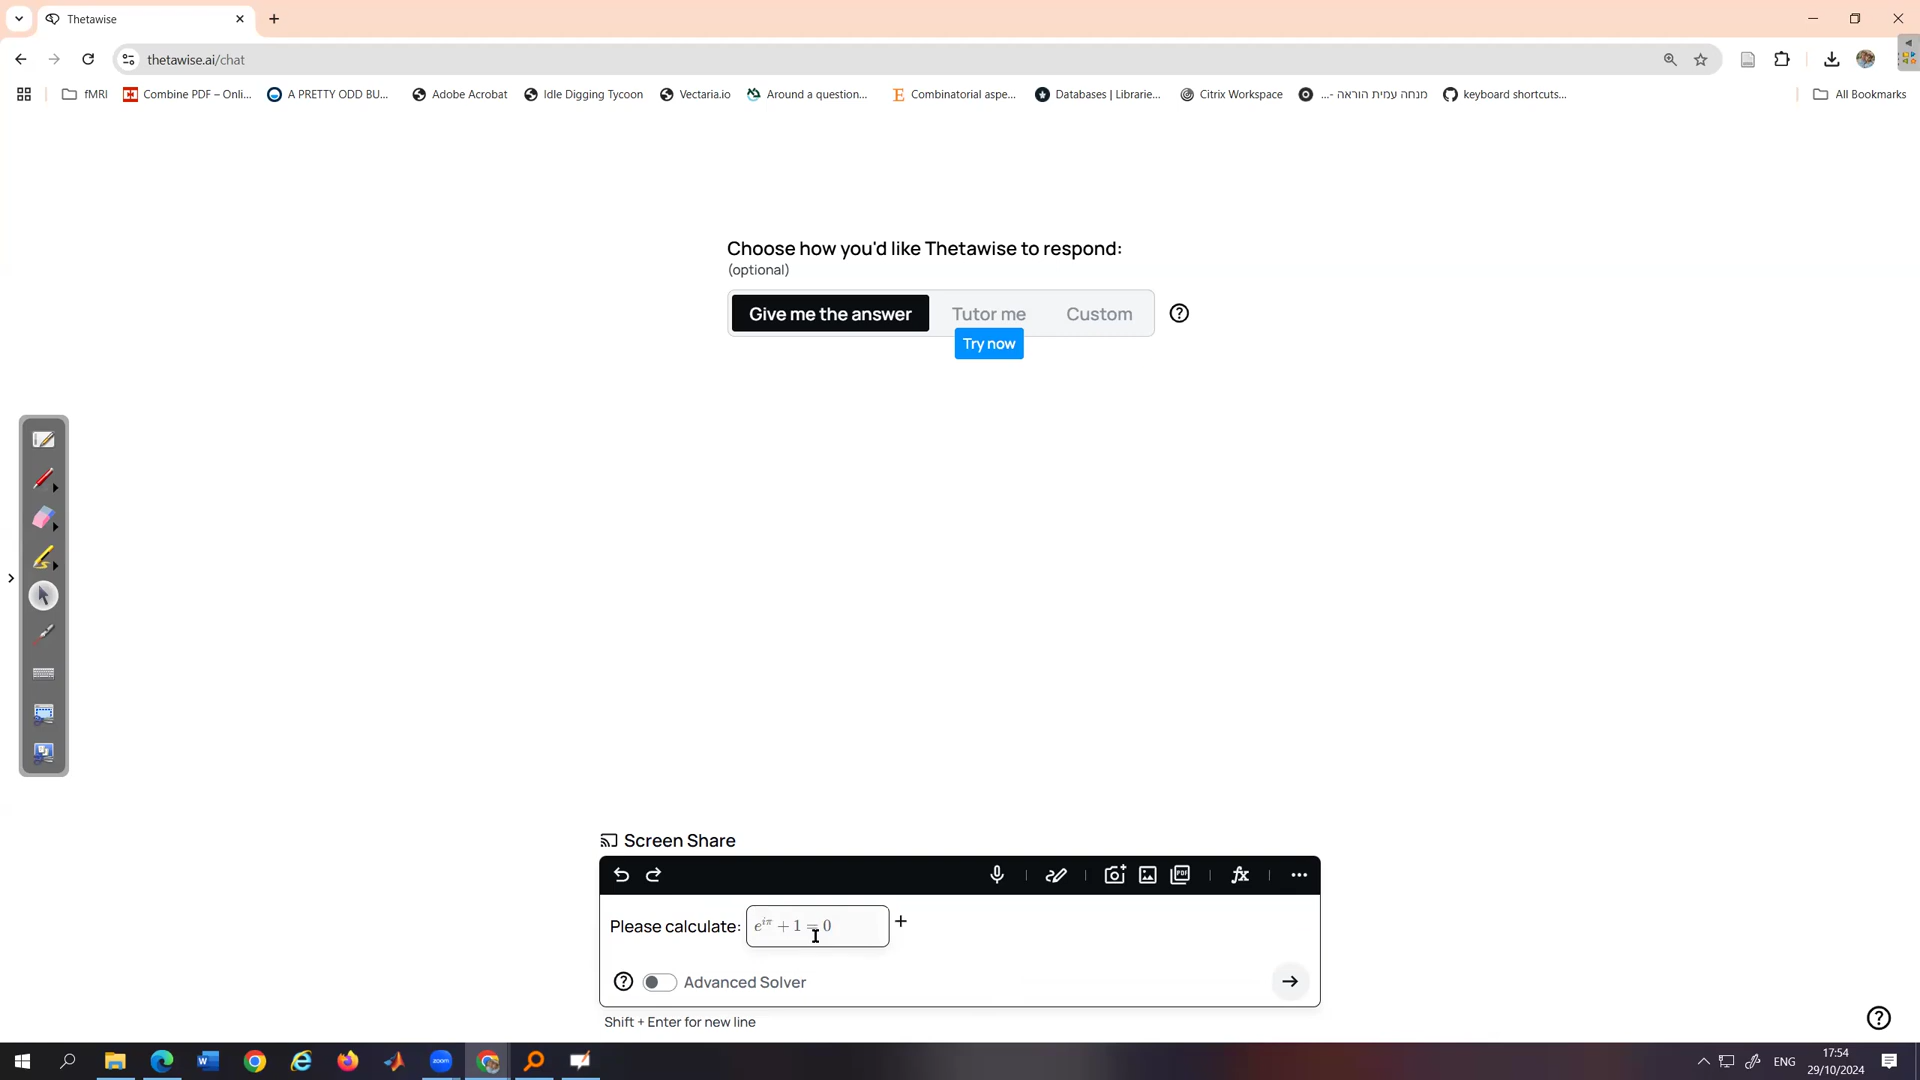 Thetawise
thetawise.ai/chat
fMRI
Combine PDF – Onli...
A PRETTY ODD BU...
Adobe Acrobat
Idle Digging Tycoon
Vectaria.io
Around a question...
Combinatorial aspe...
Databases | Librarie...
Citrix Workspace
מנחה עמית הוראה -...
keyboard shortcuts...
All Bookmarks
Choose how you'd like Thetawise to respond:
(optional)
Give me the answer
Tutor me
Custom
Try now
Screen Share
PDF
fx
Please calculate: e^{iπ} + 1 = 0 +
Advanced Solver
Shift + Enter for new line
zoom
ENG
17:54
29/10/2024